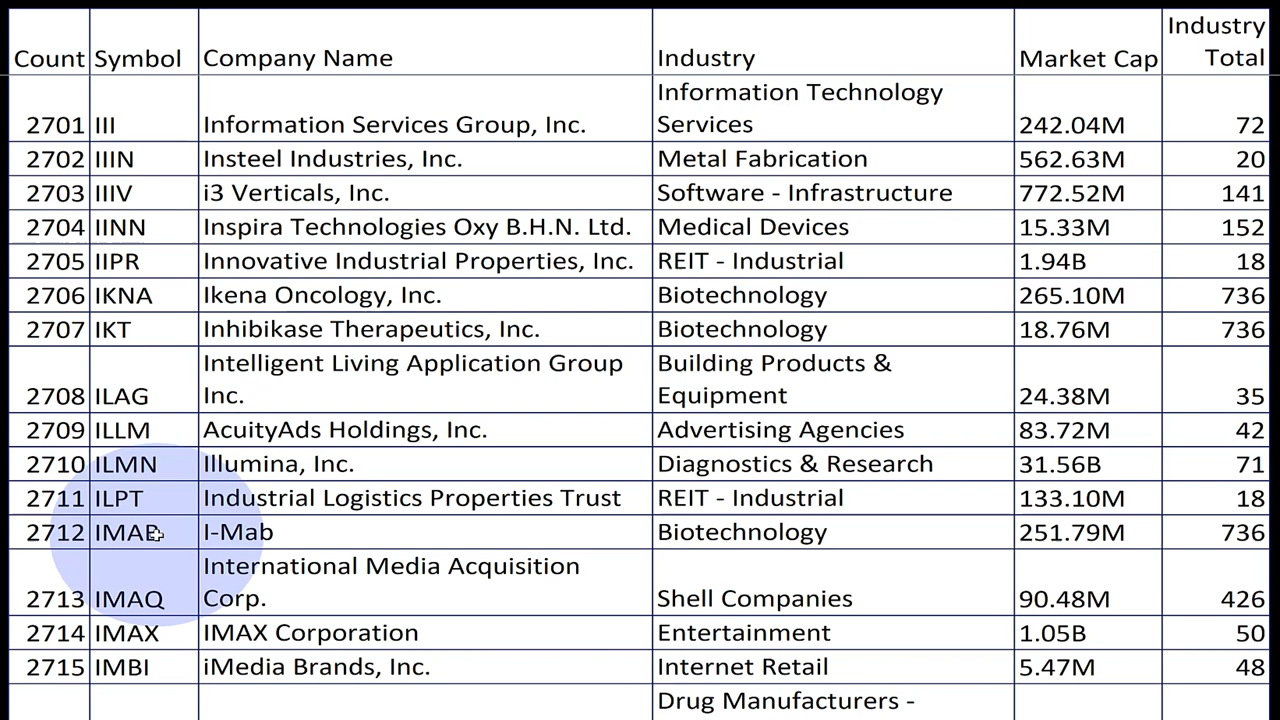 Count Symbol Company Name Industry Market Cap Industry Total
2701 III Information Services Group, Inc. Information Technology Services 242.04M 72
2702 IIIN Insteel Industries, Inc. Metal Fabrication 562.63M 20
2703 IIIV i3 Verticals, Inc. Software - Infrastructure 772.52M 141
2704 IINN Inspira Technologies Oxy B.H.N. Ltd. Medical Devices 15.33M 152
2705 IIPR Innovative Industrial Properties, Inc. REIT - Industrial 1.94B 18
2706 IKNA Ikena Oncology, Inc. Biotechnology 265.10M 736
2707 IKT Inhibikase Therapeutics, Inc. Biotechnology 18.76M 736
2708 ILAG Intelligent Living Application Group Inc. Building Products & Equipment 24.38M 35
2709 ILLM AcuityAds Holdings, Inc. Advertising Agencies 83.72M 42
2710 ILMN Illumina, Inc. Diagnostics & Research 31.56B 71
2711 ILPT Industrial Logistics Properties Trust REIT - Industrial 133.10M 18
2712 IMAB I-Mab Biotechnology 251.79M 736
2713 IMAQ International Media Acquisition Corp. Shell Companies 90.48M 426
2714 IMAX IMAX Corporation Entertainment 1.05B 50
2715 IMBI iMedia Brands, Inc. Internet Retail 5.47M 48
Drug Manufacturers -